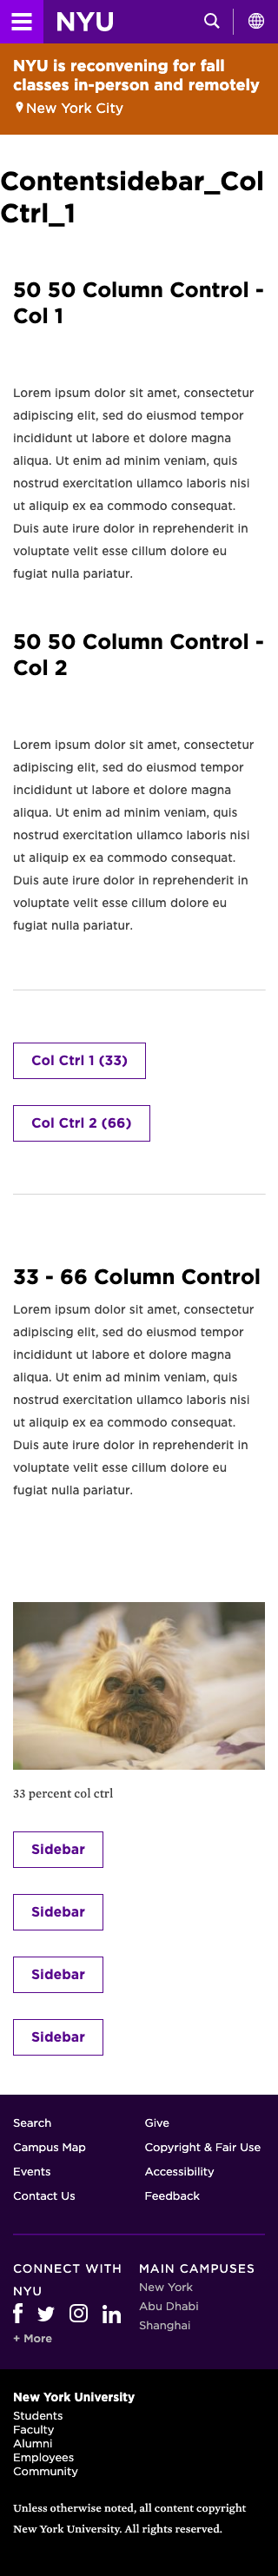 NYU
NYU is reconvening for fall
classes in-person and remotely
New York City
Contentsidebar_Col
Ctrl_1
50 50 Column Control -
Col 1
Lorem ipsum dolor sit amet, consectetur
adipiscing elit, sed do eiusmod tempor
incididunt ut labore et dolore magna
aliqua. Ut enim ad minim veniam, quis
nostrud exercitation ullamco laboris nisi
ut aliquip ex ea commodo consequat.
Duis aute irure dolor in reprehenderit in
voluptate velit esse cillum dolore eu
fugiat nulla pariatur.
50 50 Column Control -
Col 2
Lorem ipsum dolor sit amet, consectetur
adipiscing elit, sed do eiusmod tempor
incididunt ut labore et dolore magna
aliqua. Ut enim ad minim veniam, quis
nostrud exercitation ullamco laboris nisi
ut aliquip ex ea commodo consequat.
Duis aute irure dolor in reprehenderit in
voluptate velit esse cillum dolore eu
fugiat nulla pariatur.
Col Ctrl 1 (33)
Col Ctrl 2 (66)
33 - 66 Column Control
Lorem ipsum dolor sit amet, consectetur
adipiscing elit, sed do eiusmod tempor
incididunt ut labore et dolore magna
aliqua. Ut enim ad minim veniam, quis
nostrud exercitation ullamco laboris nisi
ut aliquip ex ea commodo consequat.
Duis aute irure dolor in reprehenderit in
voluptate velit esse cillum dolore eu
fugiat nulla pariatur.
33 percent col ctrl
Sidebar
Sidebar
Sidebar
Sidebar
Search
Campus Map
Events
Contact Us
Give
Copyright & Fair Use
Accessibility
Feedback
CONNECT WITH
NYU
+ More
MAIN CAMPUSES
New York
Abu Dhabi
Shanghai
New York University
Students
Faculty
Alumni
Employees
Community
Unless otherwise noted, all content copyright
New York University. All rights reserved.